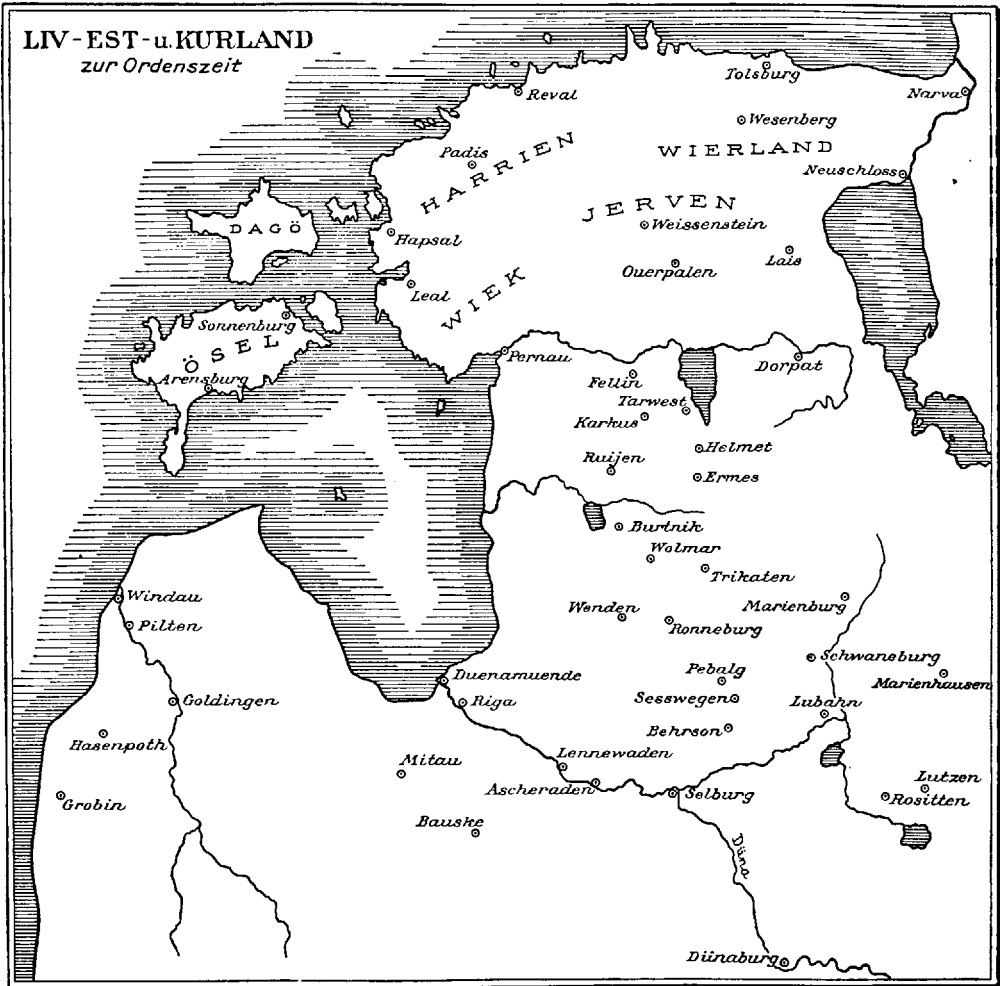 LIV-EST-u.KURLAND
zur Ordenszeit
Tolsburg
Reval
Narva
Wesenberg
WIERLAND
Padis
HARRIEN
Neuschloss
JERVEN
DAGÖ
Hapsal
Weissenstein
Lais
Ouerpalen
Leal
WIEK
Sonnenburg
ÖSEL
Arensburg
Pernau
Dorpat
Fellin
Tarwest
Karkus
Helmet
Ruijen
Ermes
Burtnik
Wolmar
Trikaten
Windau
Wenden
Marienburg
Pilten
Ronneburg
Schwaneburg
Duenamuende
Pebalg
Marienhausen
Goldingen
Riga
Sesswegen
Lubahn
Hasenpoth
Behrson
Mitau
Lennewaden
Lutzen
Ascheraden
Selburg
Rositten
Grobin
Bauske
Düna
Dünaburg